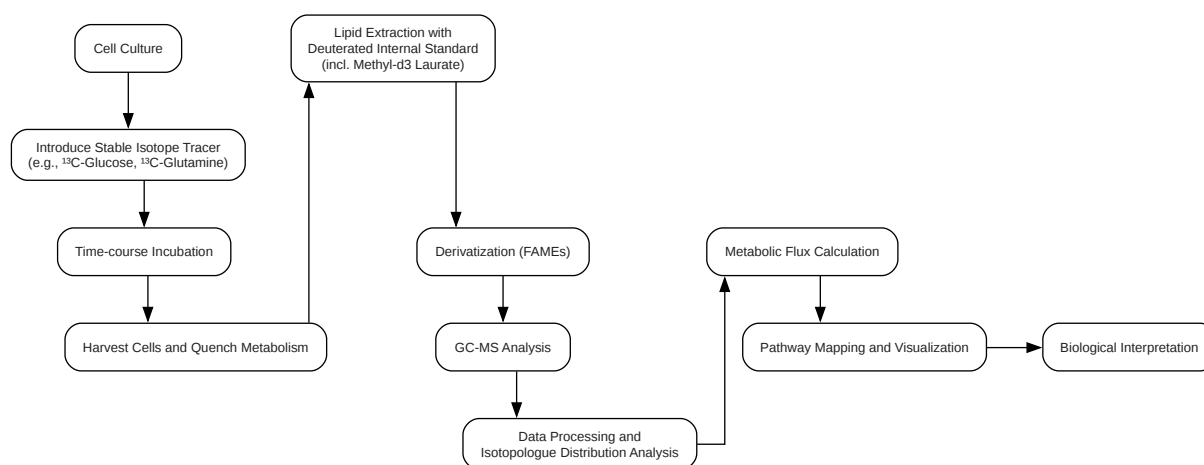 Cell Culture
Introduce Stable Isotope Tracer
(e.g., ¹³C-Glucose, ¹³C-Glutamine)
Time-course Incubation
Harvest Cells and Quench Metabolism
Lipid Extraction with
Deuterated Internal Standard
(incl. Methyl-d3 Laurate)
Derivatization (FAMEs)
GC-MS Analysis
Data Processing and
Isotopologue Distribution Analysis
Metabolic Flux Calculation
Pathway Mapping and Visualization
Biological Interpretation